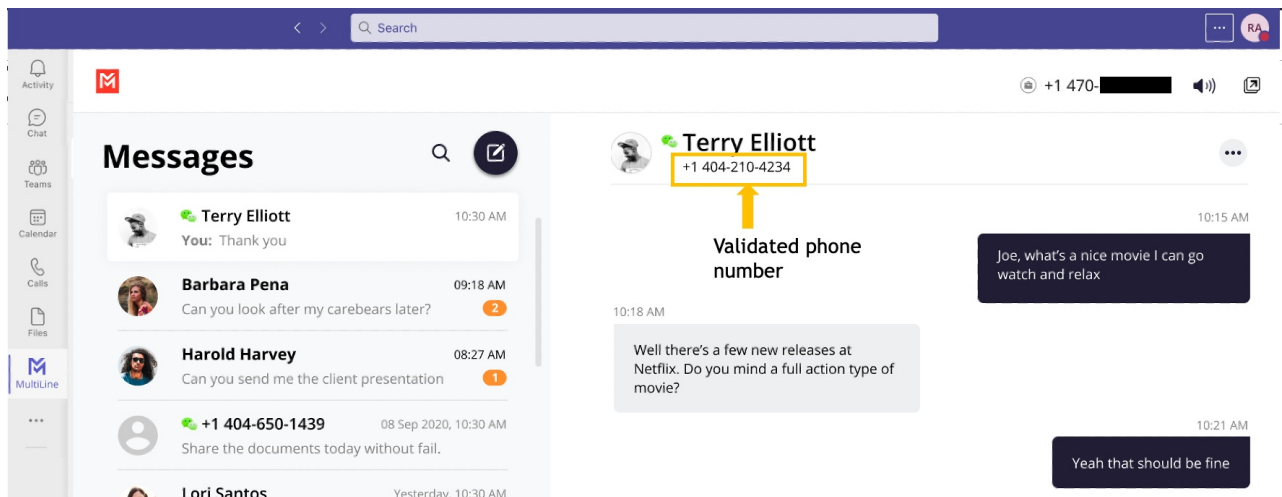 Search
...
RA
Activity
Chat
Teams
Calendar
Calls
Files
MultiLine
...
+1 470-
Messages
Terry Elliott
10:30 AM
You: Thank you
Barbara Pena
09:18 AM
Can you look after my carebears later?
2
Harold Harvey
08:27 AM
Can you send me the client presentation
1
+1 404-650-1439
08 Sep 2020, 10:30 AM
Share the documents today without fail.
Lori Santos
Yesterday, 10:30 AM
Terry Elliott
+1 404-210-4234
Validated phone
number
10:15 AM
Joe, what's a nice movie I can go
watch and relax
10:18 AM
Well there's a few new releases at
Netflix. Do you mind a full action type of
movie?
10:21 AM
Yeah that should be fine